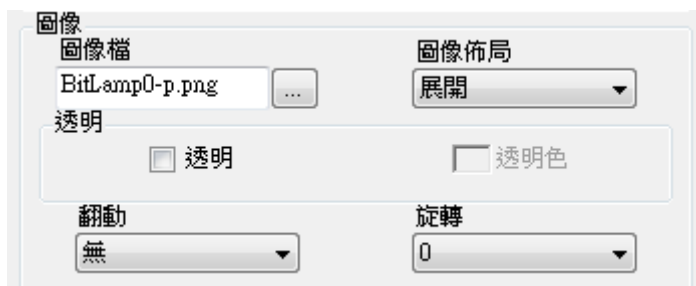 圖像
圖像檔 圖像佈局
BitLamp0-p.png ... 展開
透明
透明 透明色
翻動 旋轉
無 0